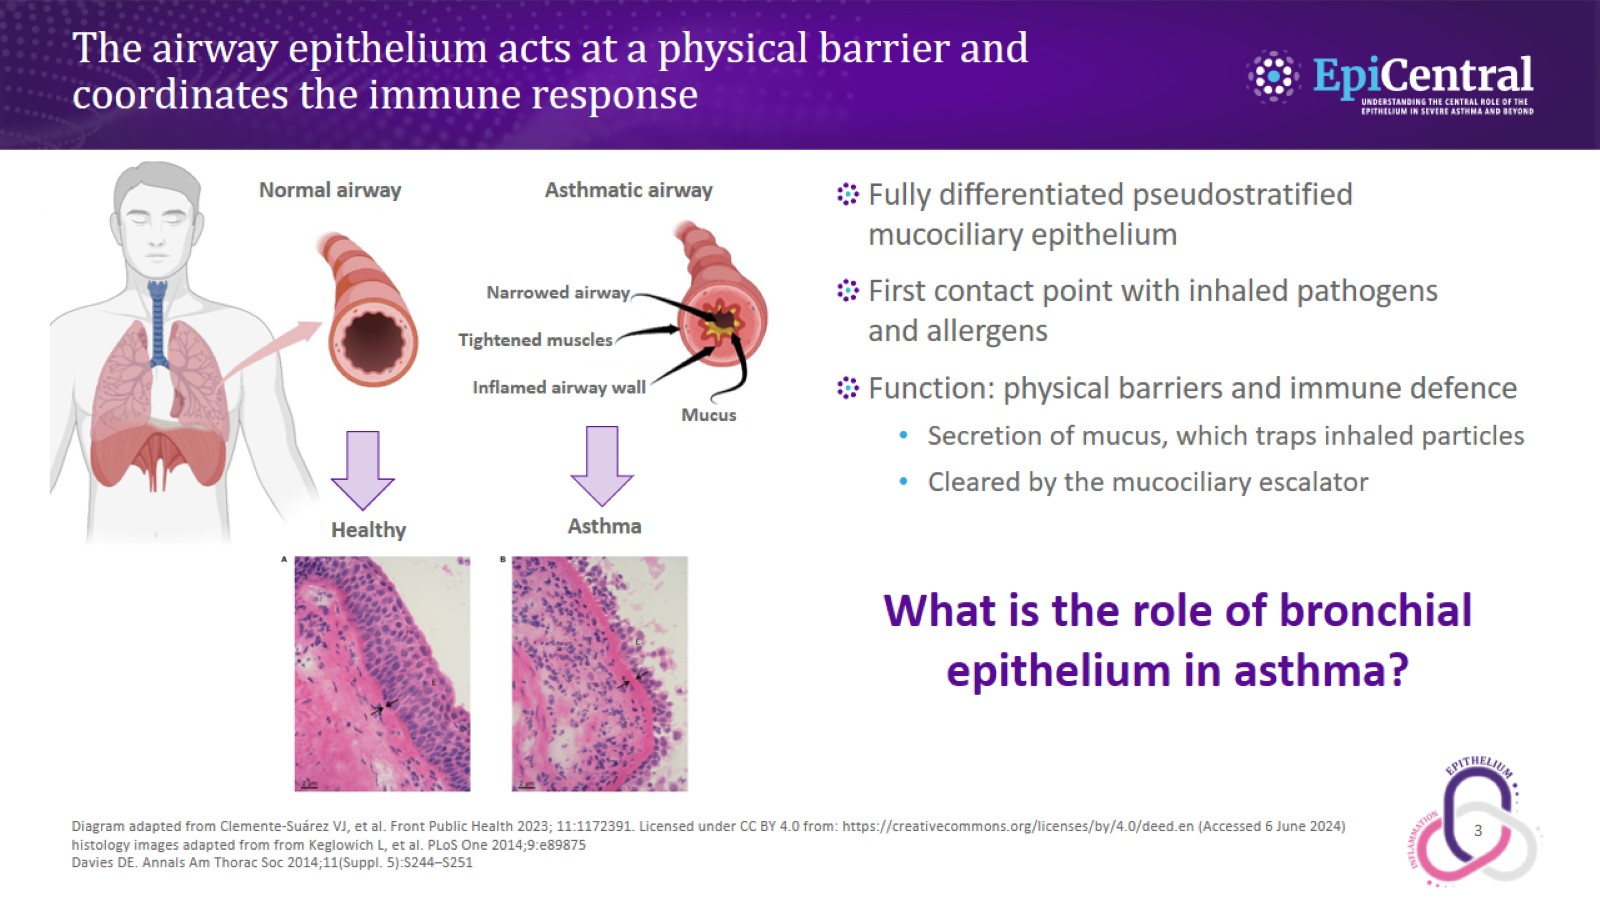 The airway epithelium acts at a physical barrier and
coordinates the immune response
EpiCentral
UNDERSTANDING THE CENTRAL ROLE OF THE
EPITHELIUM IN SEVERE ASTHMA AND BEYOND
Normal airway
Asthmatic airway
Narrowed airway
Tightened muscles
Inflamed airway wall
Mucus
Healthy
Asthma
A
E
2 µm
B
E
2 µm
Fully differentiated pseudostratified
mucociliary epithelium
First contact point with inhaled pathogens
and allergens
Function: physical barriers and immune defence
• Secretion of mucus, which traps inhaled particles
• Cleared by the mucociliary escalator
What is the role of bronchial
epithelium in asthma?
Diagram adapted from Clemente-Suárez VJ, et al. Front Public Health 2023; 11:1172391. Licensed under CC BY 4.0 from: https://creativecommons.org/licenses/by/4.0/deed.en (Accessed 6 June 2024)
histology images adapted from from Keglowich L, et al. PLoS One 2014;9:e89875
Davies DE. Annals Am Thorac Soc 2014;11(Suppl. 5):S244–S251
EPITHELIUM
INFLAMMATION
3